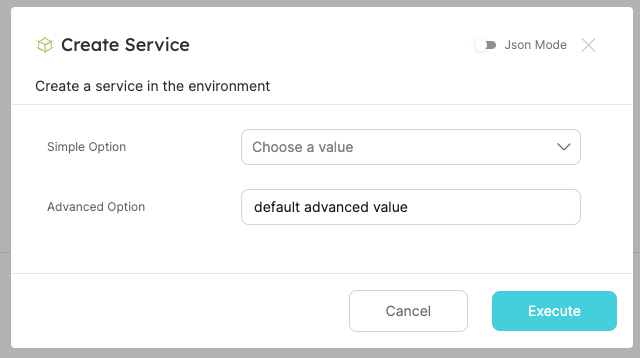 Create Service
Json Mode
Create a service in the environment
Simple Option
Choose a value
Advanced Option
default advanced value
Cancel
Execute